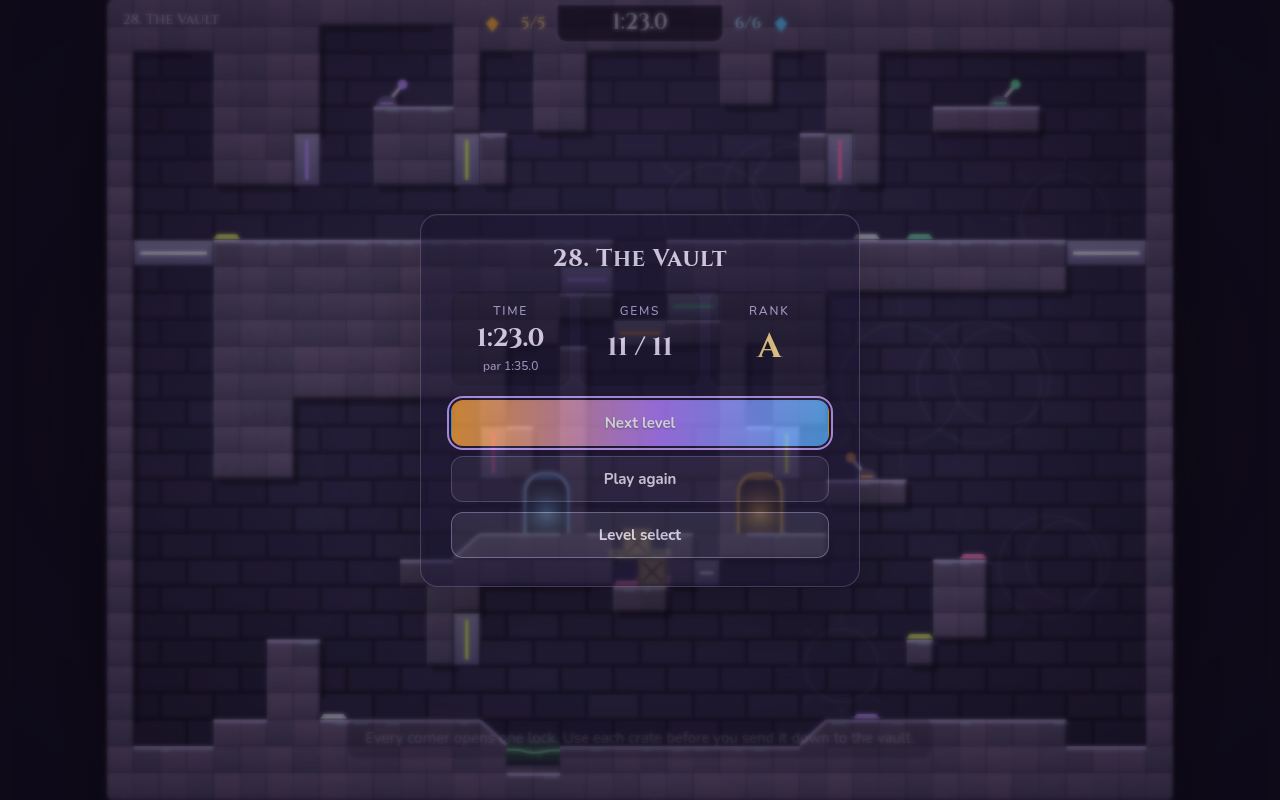 28. The Vault
5/5
1:23.0
6/6
28. The Vault
TIME
1:23.0
par 1:35.0
GEMS
11 / 11
RANK
A
Next level
Play again
Level select
Every corner opens one lock. Use each crate before you send it down to the vault.